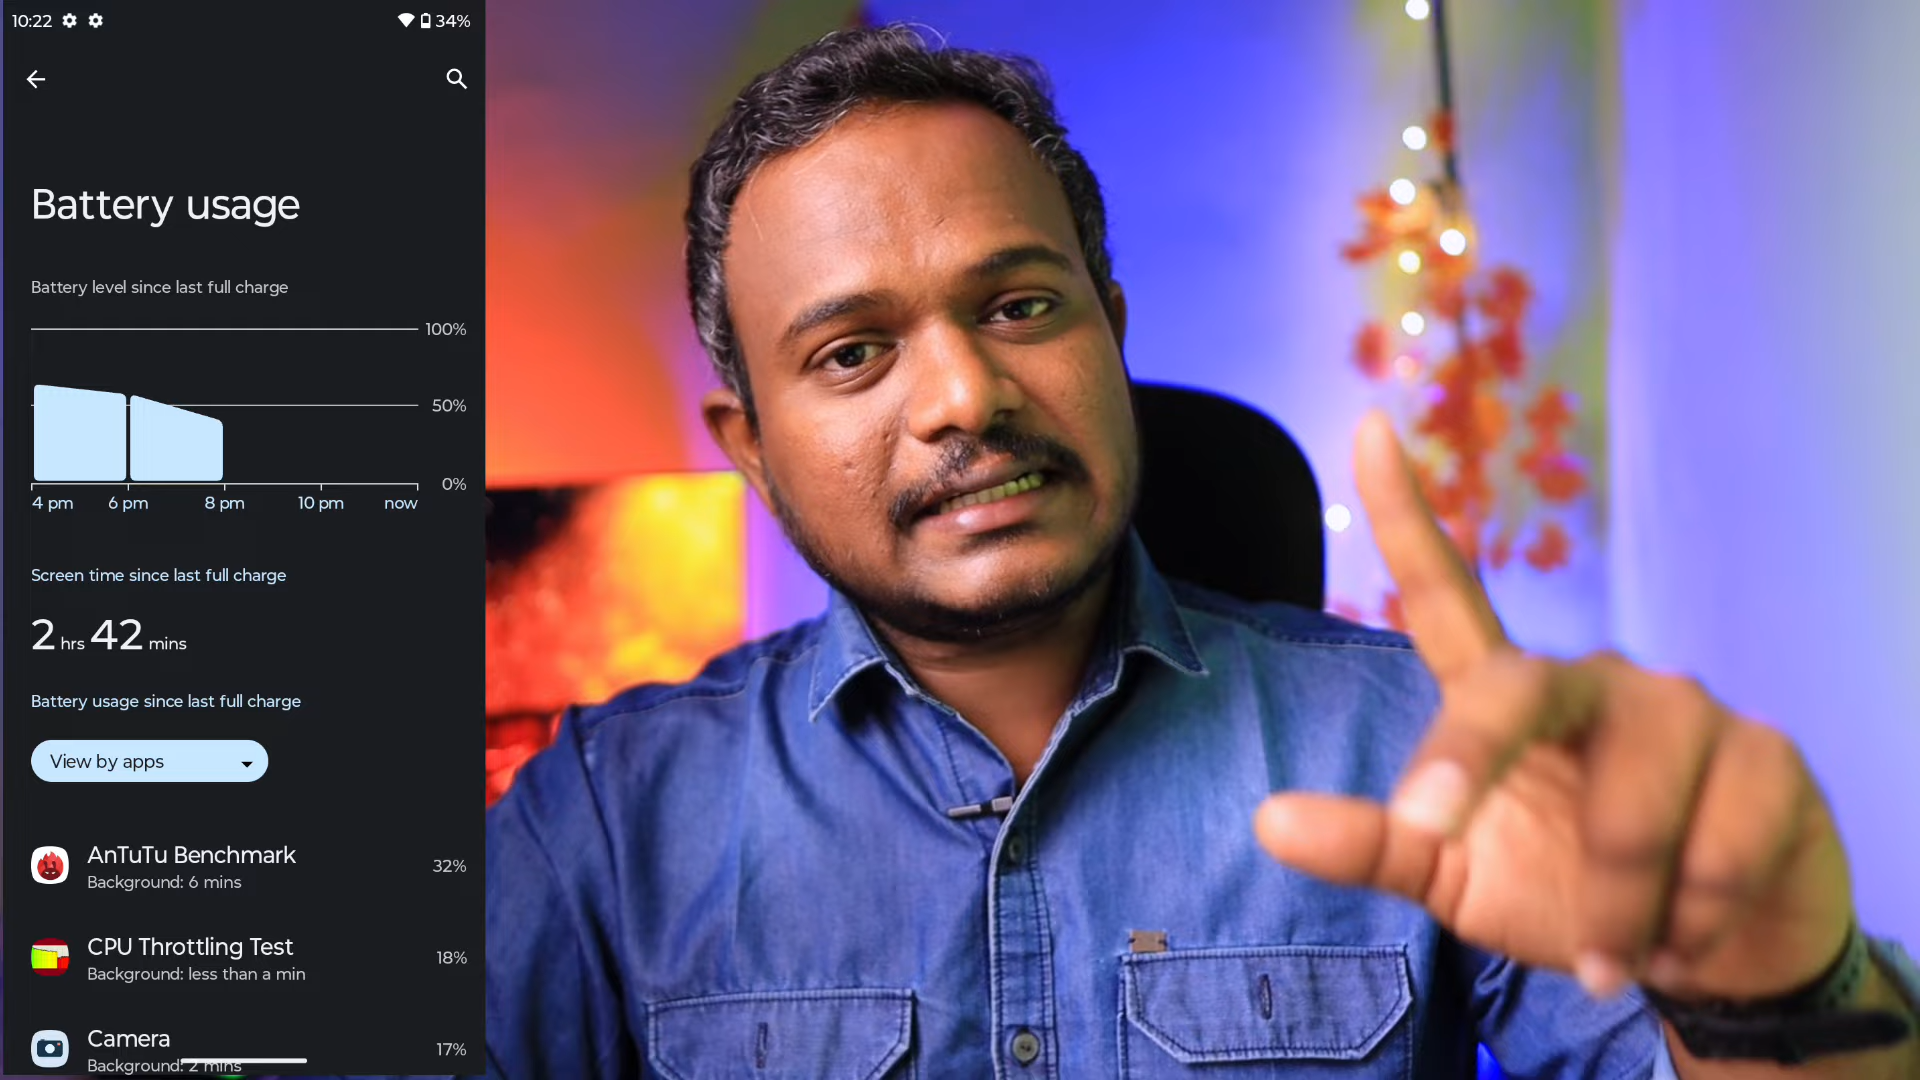 10:22 34%
Battery usage
Battery level since last full charge
100%
50%
0%
4 pm 6 pm 8 pm 10 pm now
Screen time since last full charge
2 hrs 42 mins
Battery usage since last full charge
View by apps
AnTuTu Benchmark
32%
Background: 6 mins
CPU Throttling Test
18%
Background: less than a min
Camera
17%
Background: 2 mins